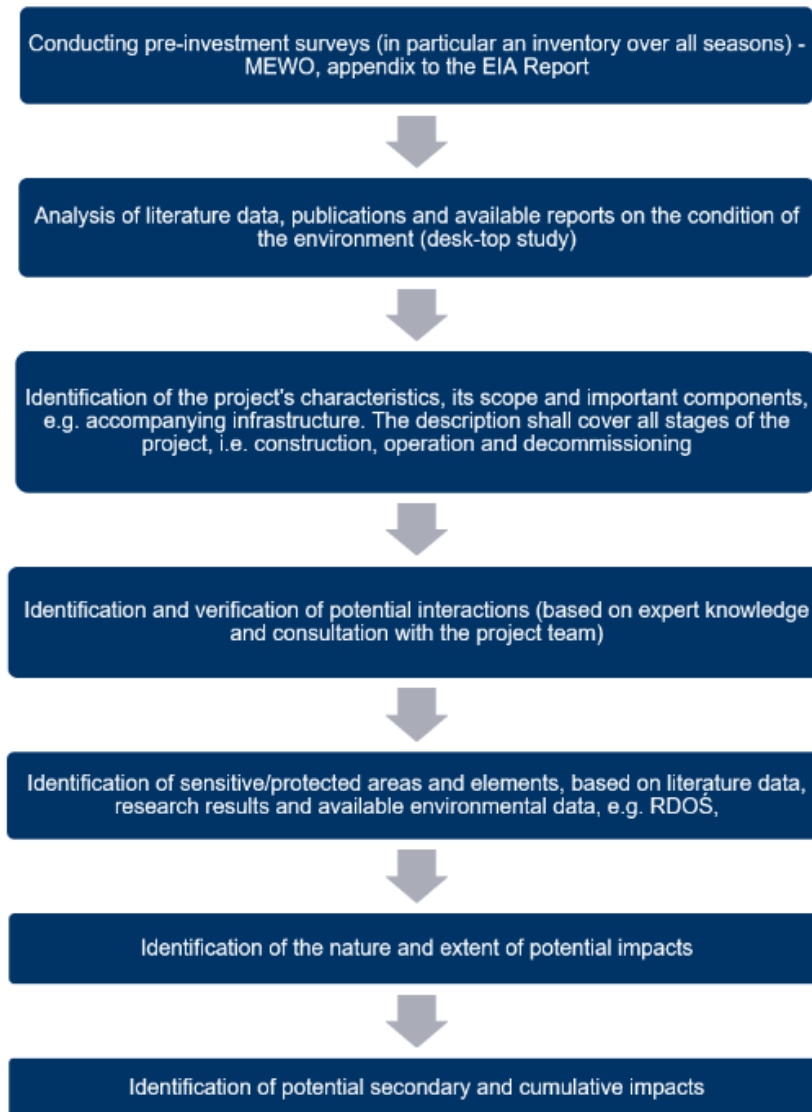 Conducting pre-investment surveys (in particular an inventory over all seasons) -
MEWO, appendix to the EIA Report
Analysis of literature data, publications and available reports on the condition of
the environment (desk-top study)
Identification of the project's characteristics, its scope and important components,
e.g. accompanying infrastructure. The description shall cover all stages of the
project, i.e. construction, operation and decommissioning
Identification and verification of potential interactions (based on expert knowledge
and consultation with the project team)
Identification of sensitive/protected areas and elements, based on literature data,
research results and available environmental data, e.g. RDOŚ,
Identification of the nature and extent of potential impacts
Identification of potential secondary and cumulative impacts